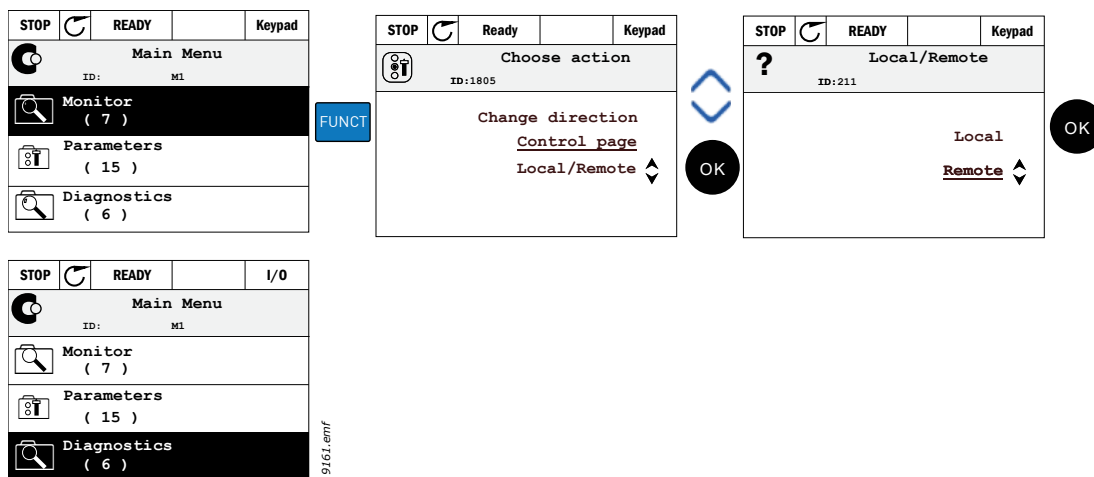 STOP READY Keypad
Main Menu
ID: M1
Monitor
( 7 )
Parameters
( 15 )
Diagnostics
( 6 )
FUNCT
STOP Ready Keypad
Choose action
ID:1805
Change direction
Control page
Local/Remote
OK
STOP READY Keypad
?
Local/Remote
ID:211
Local
Remote
OK
STOP READY I/O
Main Menu
ID: M1
Monitor
( 7 )
Parameters
( 15 )
Diagnostics
( 6 )
9161.emf